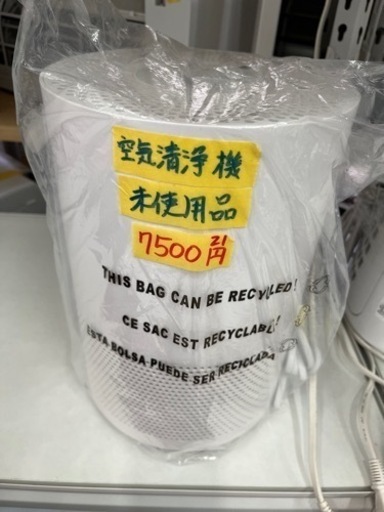 空気清浄機
未使用品
7500円
THIS BAG CAN BE RECYCLED!
CE SAC EST RECYCLABLE!
ESTA BOLSA PUEDE SER RECICLADA